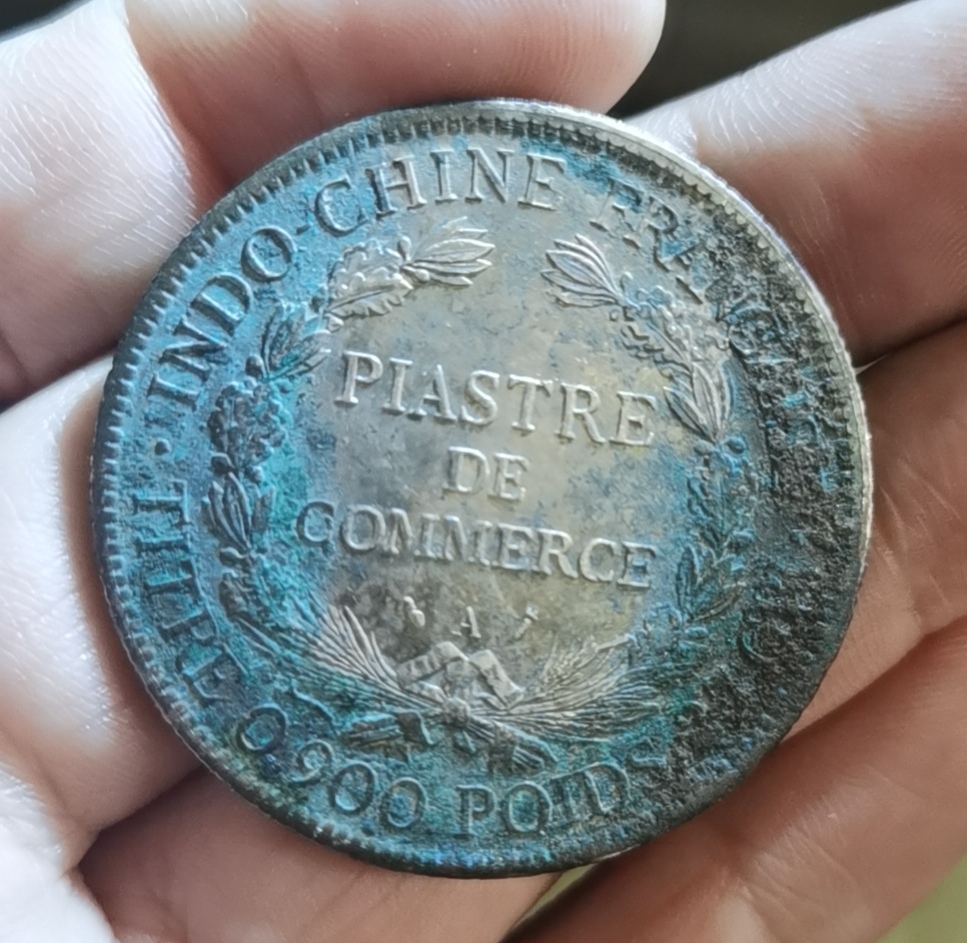 INDO-CHINE FRANÇAISE
PIASTRE
DE
COMMERCE
A
TITRE 0,900 POIDS